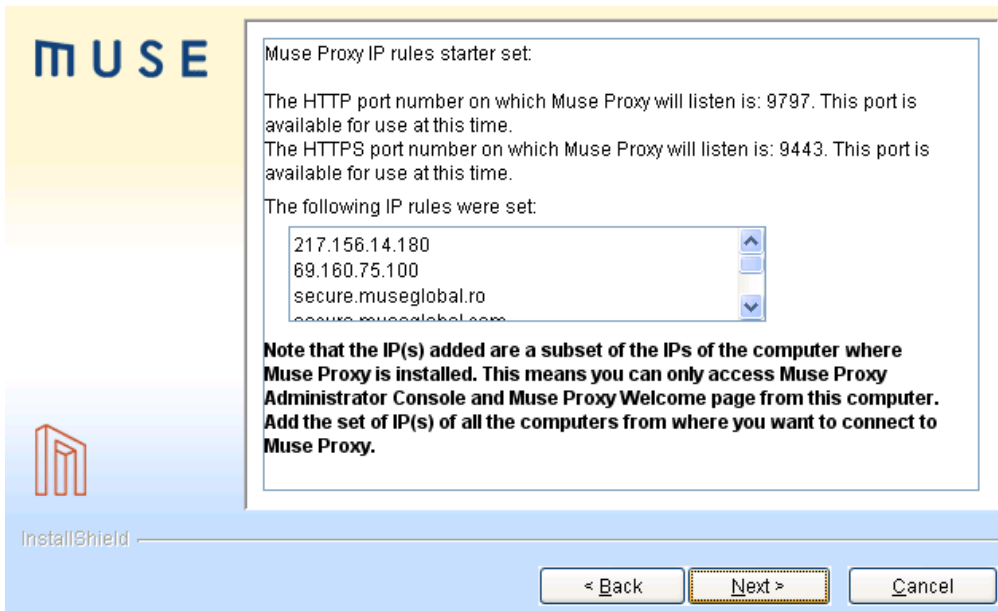 MUSE
Muse Proxy IP rules starter set:
The HTTP port number on which Muse Proxy will listen is: 9797. This port is
available for use at this time.
The HTTPS port number on which Muse Proxy will listen is: 9443. This port is
available for use at this time.
The following IP rules were set:
217.156.14.180
69.160.75.100
secure.museglobal.ro
secure.museglobal.com
Note that the IP(s) added are a subset of the IPs of the computer where
Muse Proxy is installed. This means you can only access Muse Proxy
Administrator Console and Muse Proxy Welcome page from this computer.
Add the set of IP(s) of all the computers from where you want to connect to
Muse Proxy.
InstallShield
< Back
Next >
Cancel